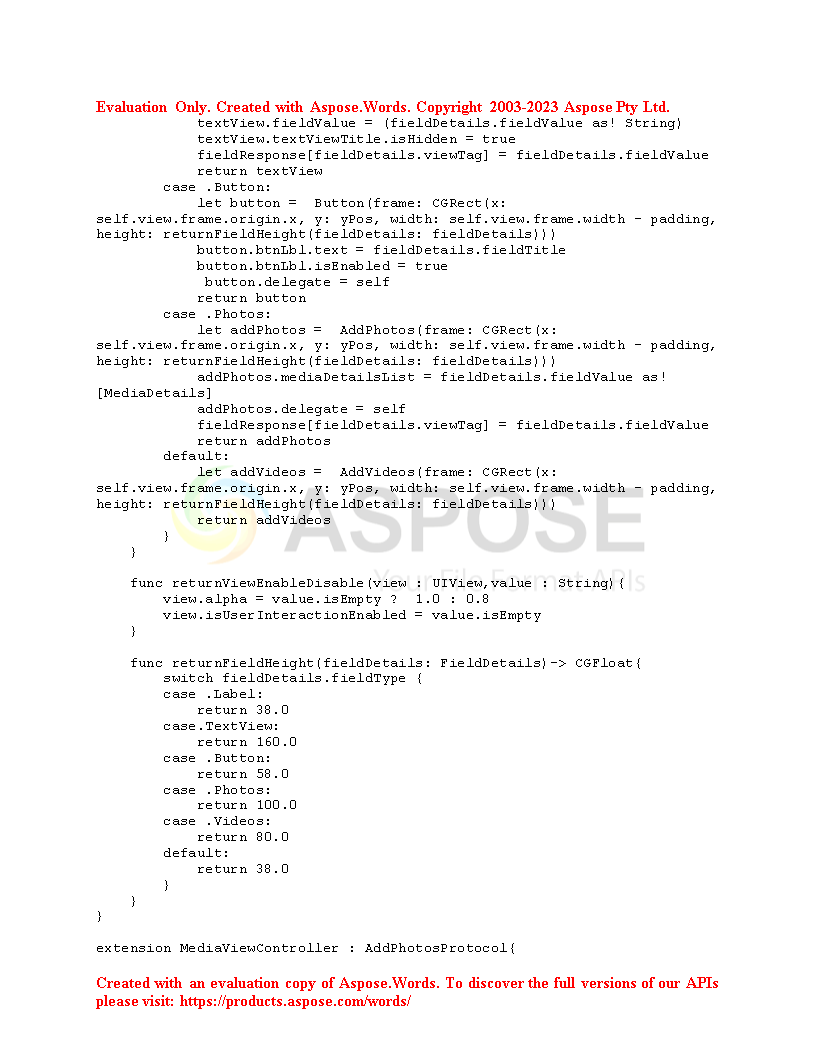 Evaluation Only. Created with Aspose.Words. Copyright 2003-2023 Aspose Pty Ltd.
            textView.fieldValue = (fieldDetails.fieldValue as! String)
            textView.textViewTitle.isHidden = true
            fieldResponse[fieldDetails.viewTag] = fieldDetails.fieldValue
            return textView
        case .Button:
            let button =  Button(frame: CGRect(x:
self.view.frame.origin.x, y: yPos, width: self.view.frame.width - padding,
height: returnFieldHeight(fieldDetails: fieldDetails)))
            button.btnLbl.text = fieldDetails.fieldTitle
            button.btnLbl.isEnabled = true
             button.delegate = self
            return button
        case .Photos:
            let addPhotos =  AddPhotos(frame: CGRect(x:
self.view.frame.origin.x, y: yPos, width: self.view.frame.width - padding,
height: returnFieldHeight(fieldDetails: fieldDetails)))
            addPhotos.mediaDetailsList = fieldDetails.fieldValue as!
[MediaDetails]
            addPhotos.delegate = self
            fieldResponse[fieldDetails.viewTag] = fieldDetails.fieldValue
            return addPhotos
        default:
            let addVideos =  AddVideos(frame: CGRect(x:
self.view.frame.origin.x, y: yPos, width: self.view.frame.width - padding,
height: returnFieldHeight(fieldDetails: fieldDetails)))
            return addVideos
        }
    }
ASPOSE
Your File Format APIs
    func returnViewEnableDisable(view : UIView,value : String){
        view.alpha = value.isEmpty ?  1.0 : 0.8
        view.isUserInteractionEnabled = value.isEmpty
    }
    func returnFieldHeight(fieldDetails: FieldDetails)-> CGFloat{
        switch fieldDetails.fieldType {
        case .Label:
            return 38.0
        case.TextView:
            return 160.0
        case .Button:
            return 58.0
        case .Photos:
            return 100.0
        case .Videos:
            return 80.0
        default:
            return 38.0
        }
    }
}
extension MediaViewController : AddPhotosProtocol{
Created with an evaluation copy of Aspose.Words. To discover the full versions of our APIs
please visit: https://products.aspose.com/words/